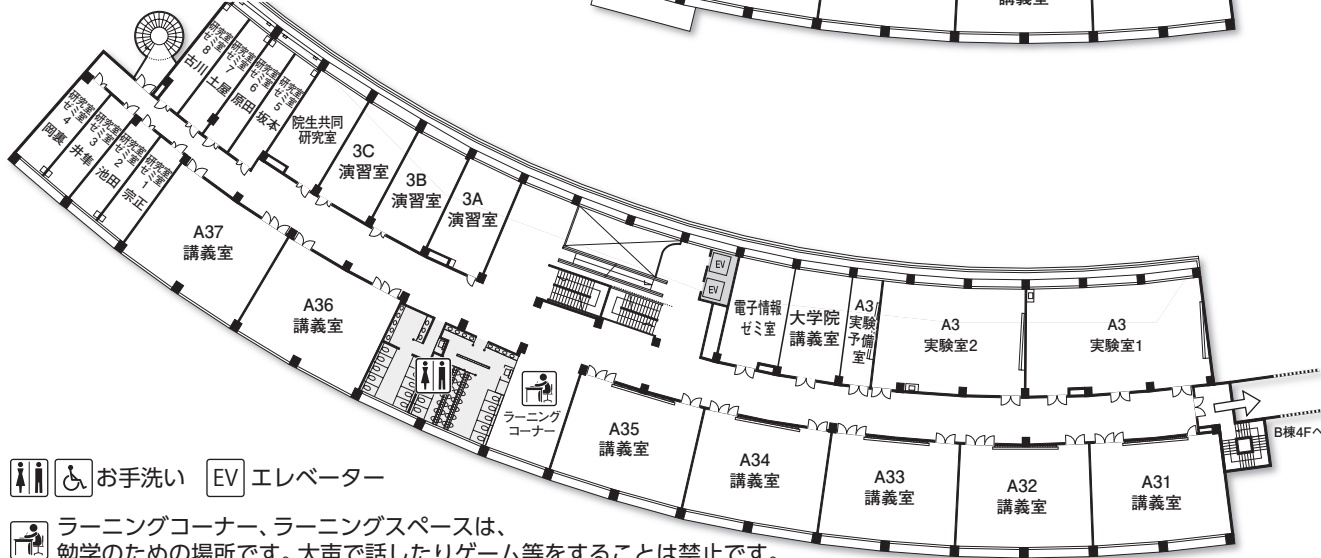 講義室
研究室
ゼミ室
8
古川
研究室
ゼミ室
7
土屋
研究室
ゼミ室
6
原田
研究室
ゼミ室
5
坂本
院生共同
研究室
3C
演習室
3B
演習室
3A
演習室
研究室
ゼミ室
4
岡裏
研究室
ゼミ室
3
井隼
研究室
ゼミ室
2
池田
研究室
ゼミ室
1
宗正
A37
講義室
A36
講義室
EV
EV
電子情報
ゼミ室
大学院
講義室
A3
実験
予備
室
A3
実験室2
A3
実験室1
ラーニング
コーナー
A35
講義室
A34
講義室
A33
講義室
A32
講義室
A31
講義室
B棟4Fへ
お手洗い EV エレベーター
ラーニングコーナー、ラーニングスペースは、
勉学のための場所です。大声で話したりゲーム等をすることは禁止です。